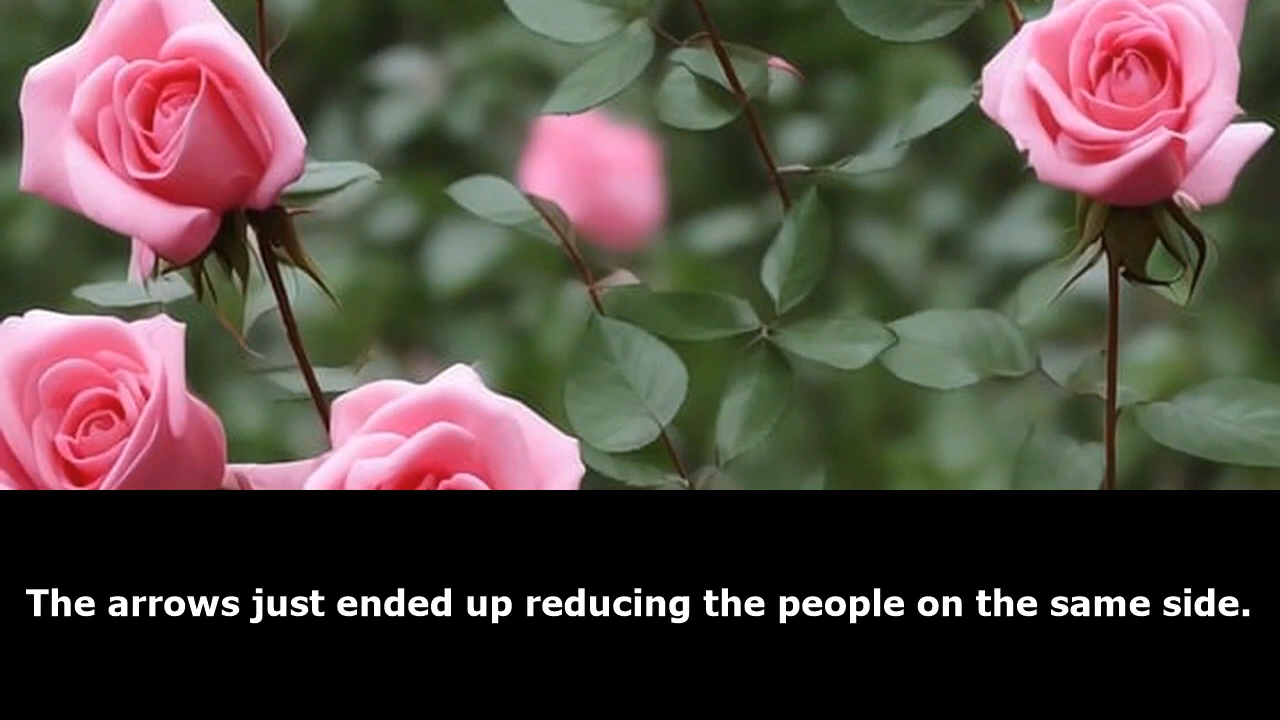 The arrows just ended up reducing the people on the same side.